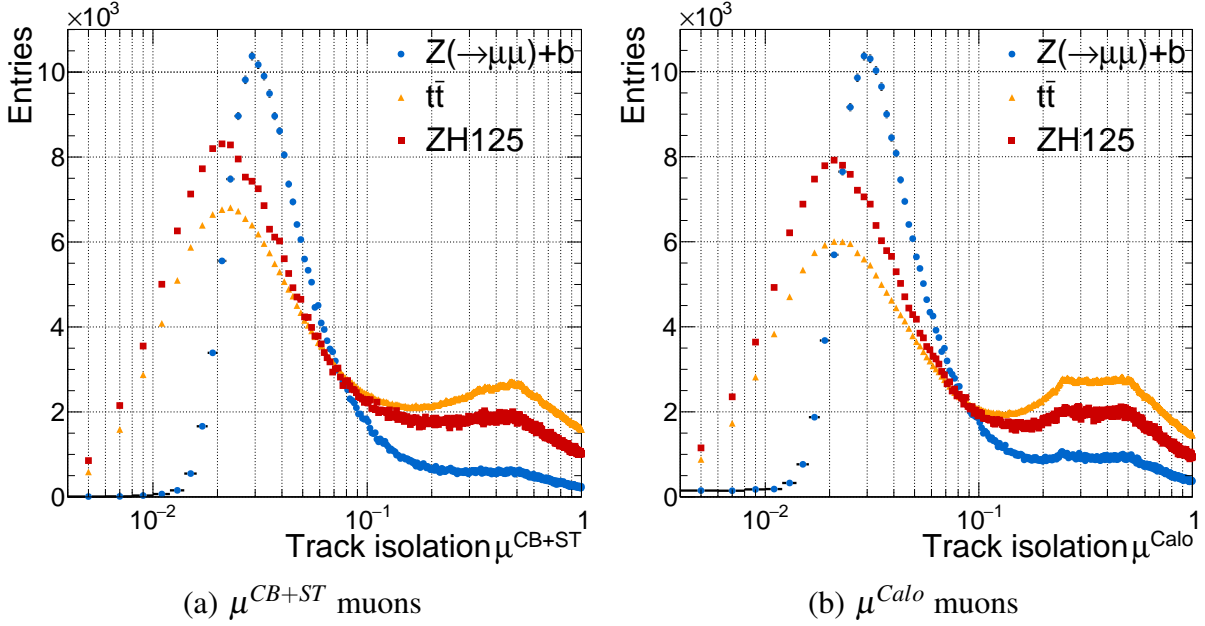 ×10³
Entries
10
8
6
4
2
0
Z(→μμ)+b
tt̄
ZH125
10⁻² 10⁻¹ 1
Track isolation μ^CB+ST
(a) μ^CB+ST muons
×10³
Entries
10
8
6
4
2
0
Z(→μμ)+b
tt̄
ZH125
10⁻² 10⁻¹ 1
Track isolation μ^Calo
(b) μ^Calo muons